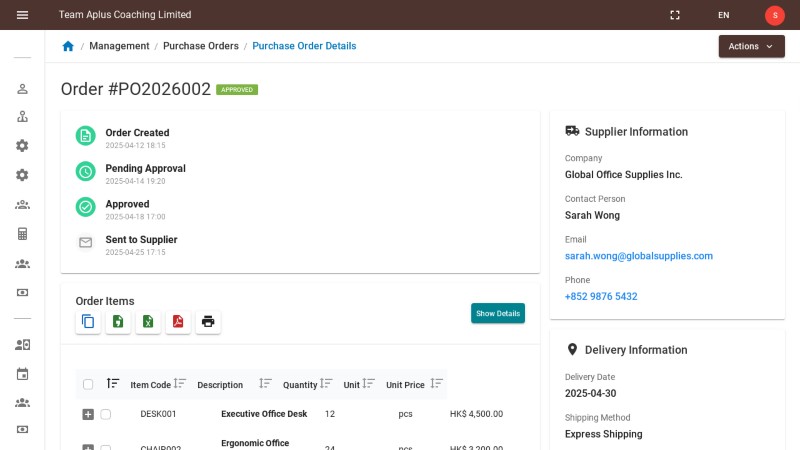 Team Aplus Coaching Limited
EN
S
Management / Purchase Orders / Purchase Order Details
Actions
Order #PO2026002 APPROVED
Order Created
2025-04-12 18:15
Pending Approval
2025-04-14 19:20
Approved
2025-04-18 17:00
Sent to Supplier
2025-04-25 17:15
Order Items
Show Details
Item Code Description Quantity Unit Unit Price
DESK001 Executive Office Desk 12 pcs HK$ 4,500.00
Ergonomic Office
CHAIR002 24 pcs HK$ 3,200.00
Supplier Information
Company
Global Office Supplies Inc.
Contact Person
Sarah Wong
Email
sarah.wong@globalsupplies.com
Phone
+852 9876 5432
Delivery Information
Delivery Date
2025-04-30
Shipping Method
Express Shipping